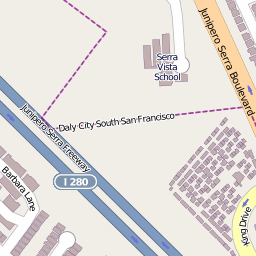 Junipero Serra Boulevard
Serra
Vista
School
Junipero Serra Freeway
Daly City South San Francisco
I 280
Barbara Lane
King Drive